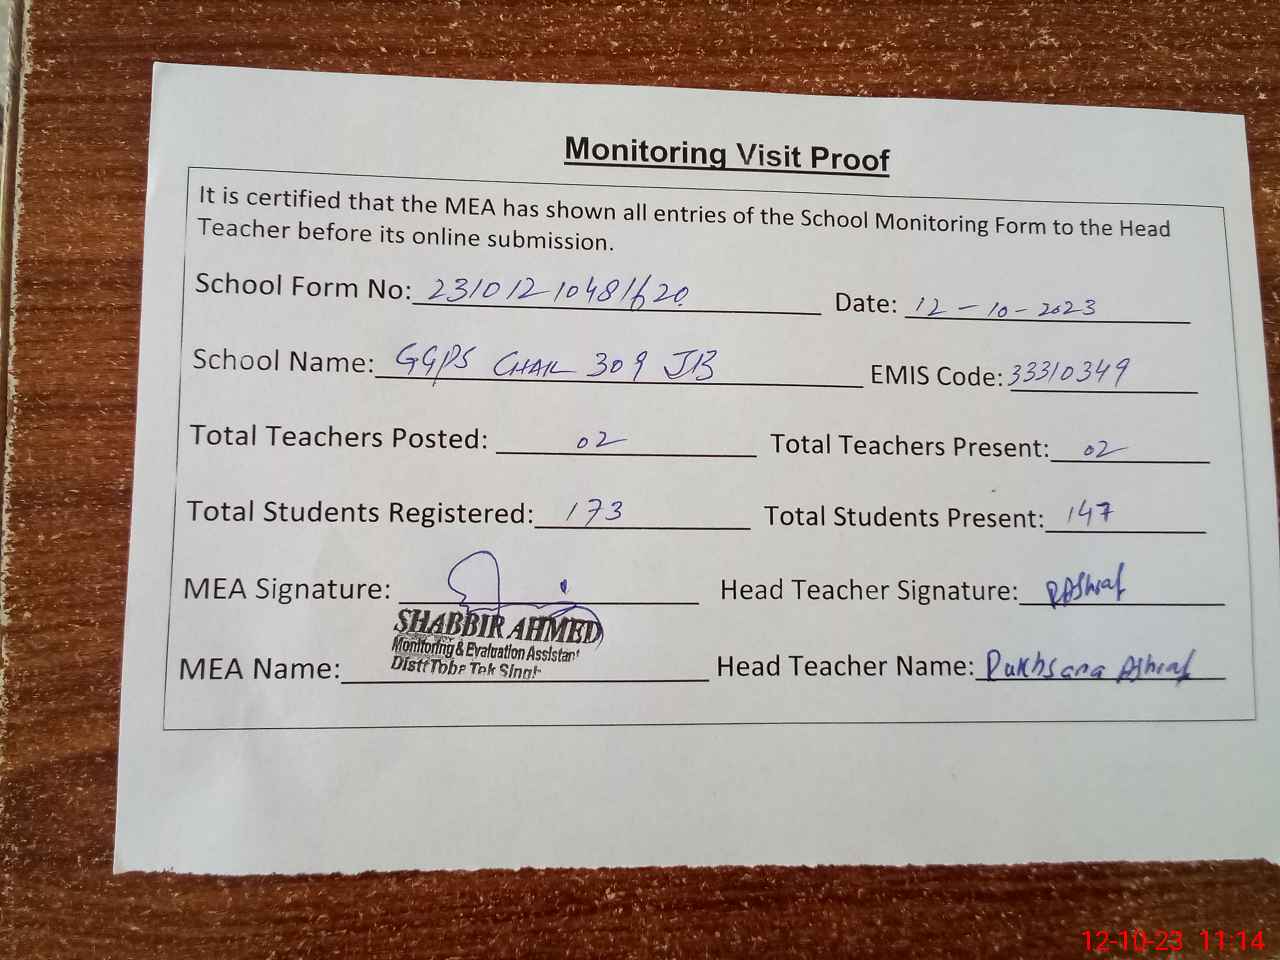 Monitoring Visit Proof
It is certified that the MEA has shown all entries of the School Monitoring Form to the Head
Teacher before its online submission.
School Form No: 23101210481620 Date: 12-10-2023
School Name: GGPS CHAK 309 JB EMIS Code: 33310349
Total Teachers Posted: 02 Total Teachers Present: 02
Total Students Registered: 173 Total Students Present: 147
MEA Signature: Head Teacher Signature: RAShraf
SHABBIR AHMED
Monitoring & Evaluation Assistant
Distt Toba Tek Singh
MEA Name: Head Teacher Name: Rukhsana Ashraf
12-10-23 11:14